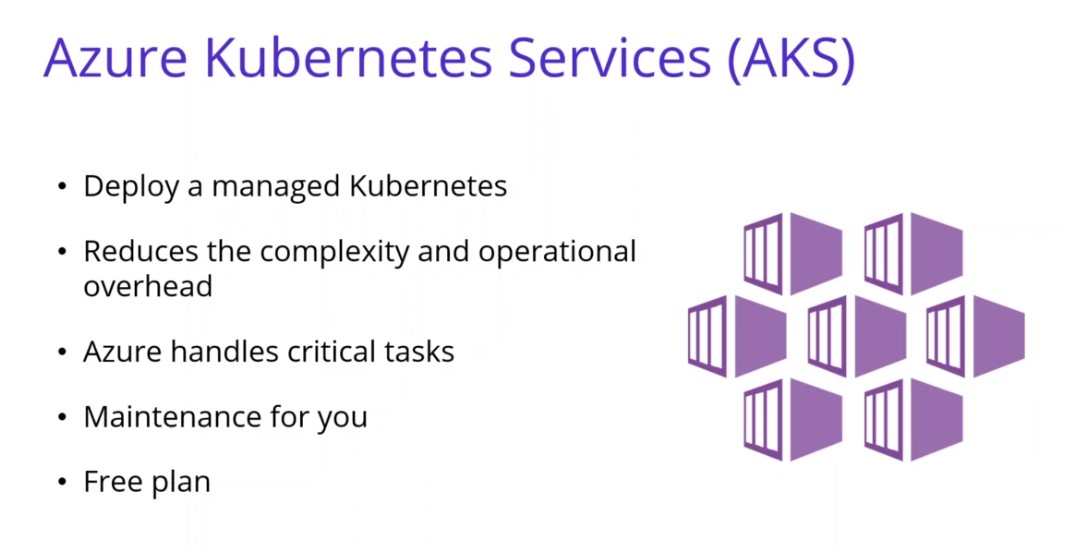 Azure Kubernetes Services (AKS)
• Deploy a managed Kubernetes
• Reduces the complexity and operational
overhead
• Azure handles critical tasks
• Maintenance for you
• Free plan